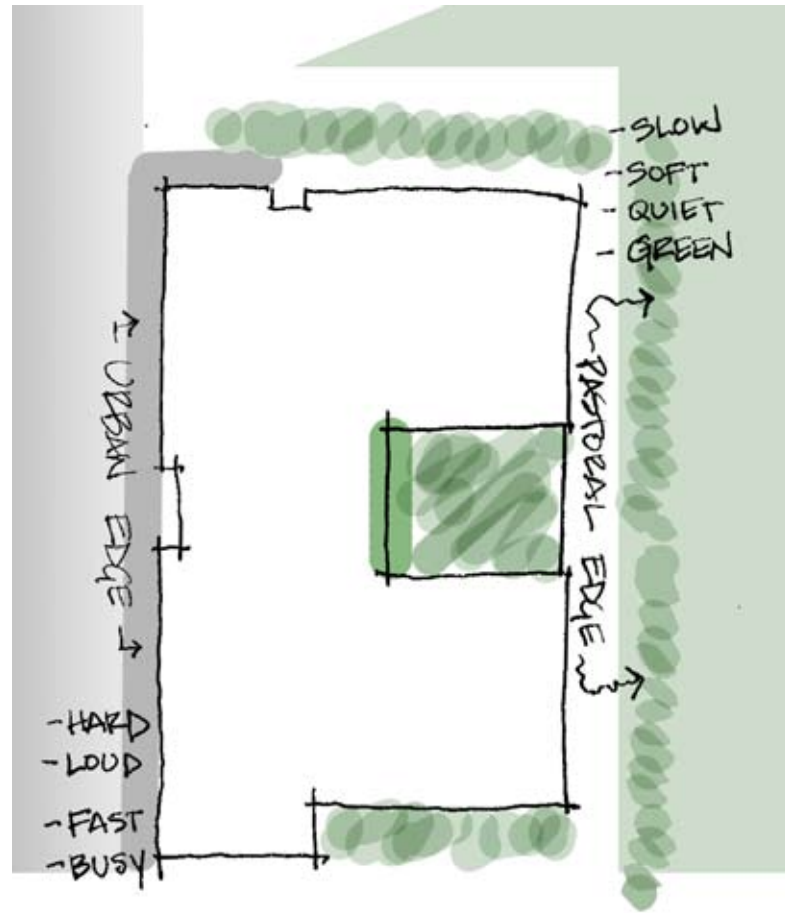 - SLOW
- SOFT
- QUIET
- GREEN
URBAN EDGE
PASTORAL EDGE
- HARD
- LOUD
- FAST
- BUSY